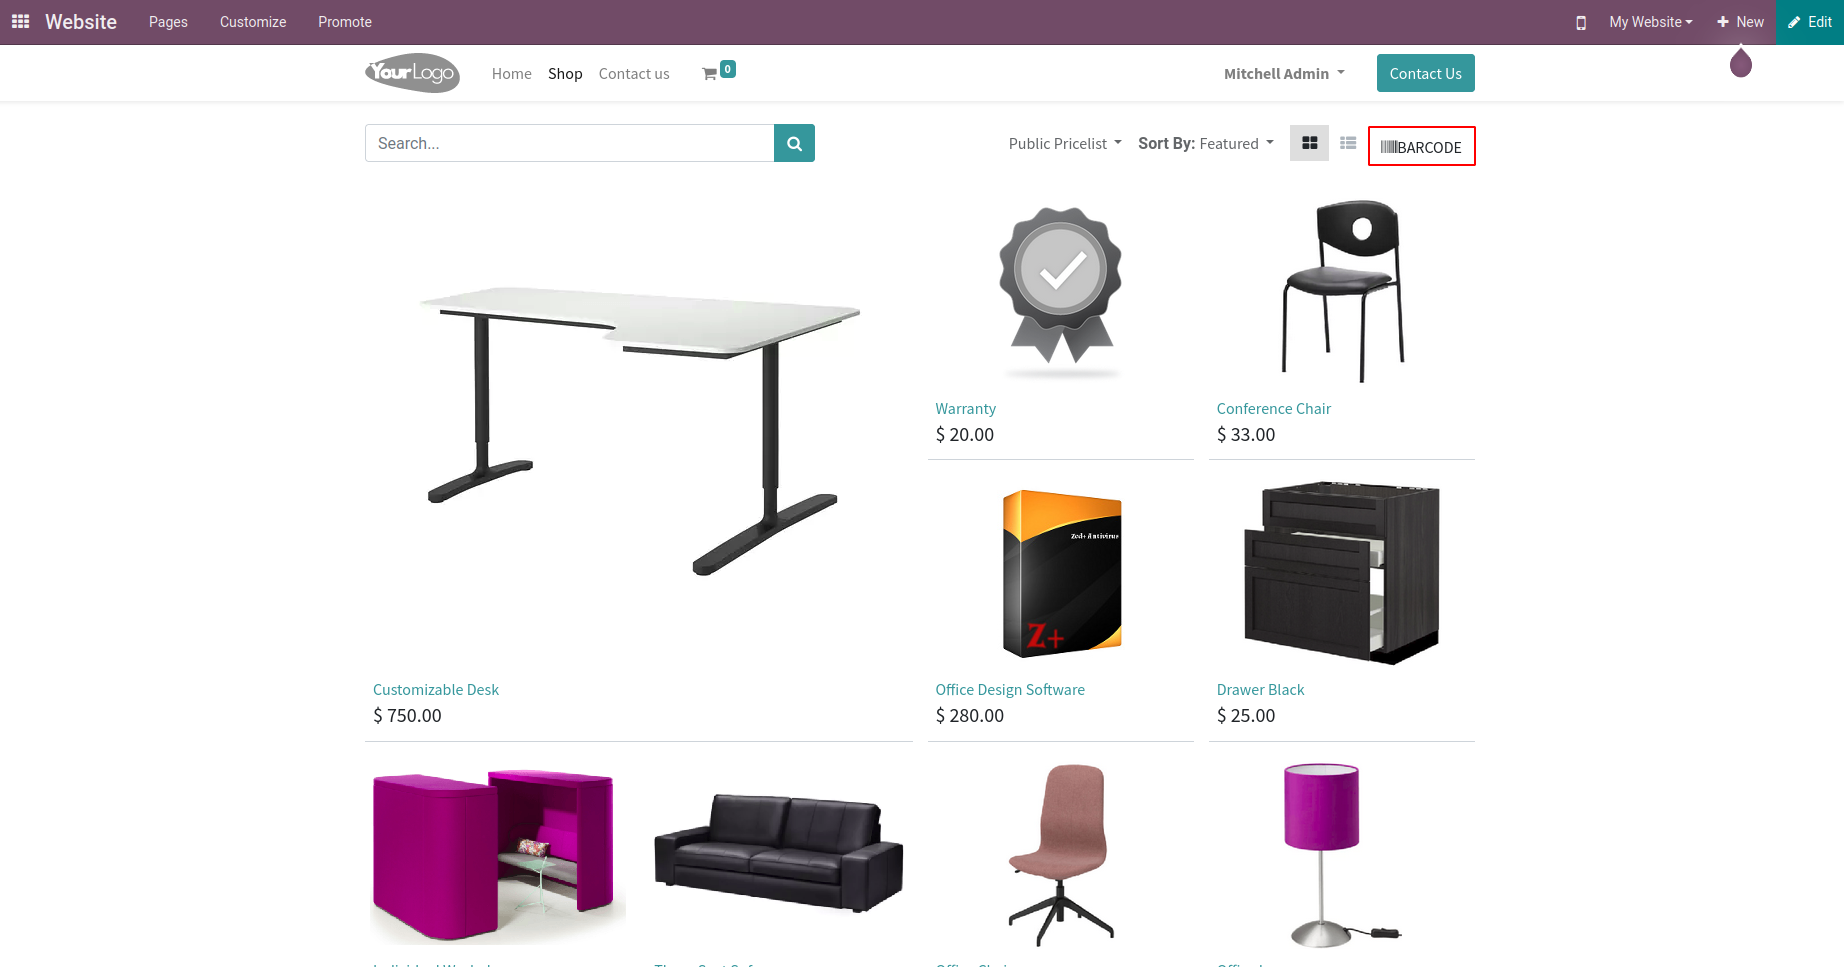 Website Pages Customize Promote My Website New Edit
YourLogo Home Shop Contact us 0 Mitchell Admin Contact Us
Search... Public Pricelist Sort By: Featured BARCODE
Warranty
$ 20.00
Conference Chair
$ 33.00
Zed+ Antivirus
Z+
Customizable Desk
$ 750.00
Office Design Software
$ 280.00
Drawer Black
$ 25.00